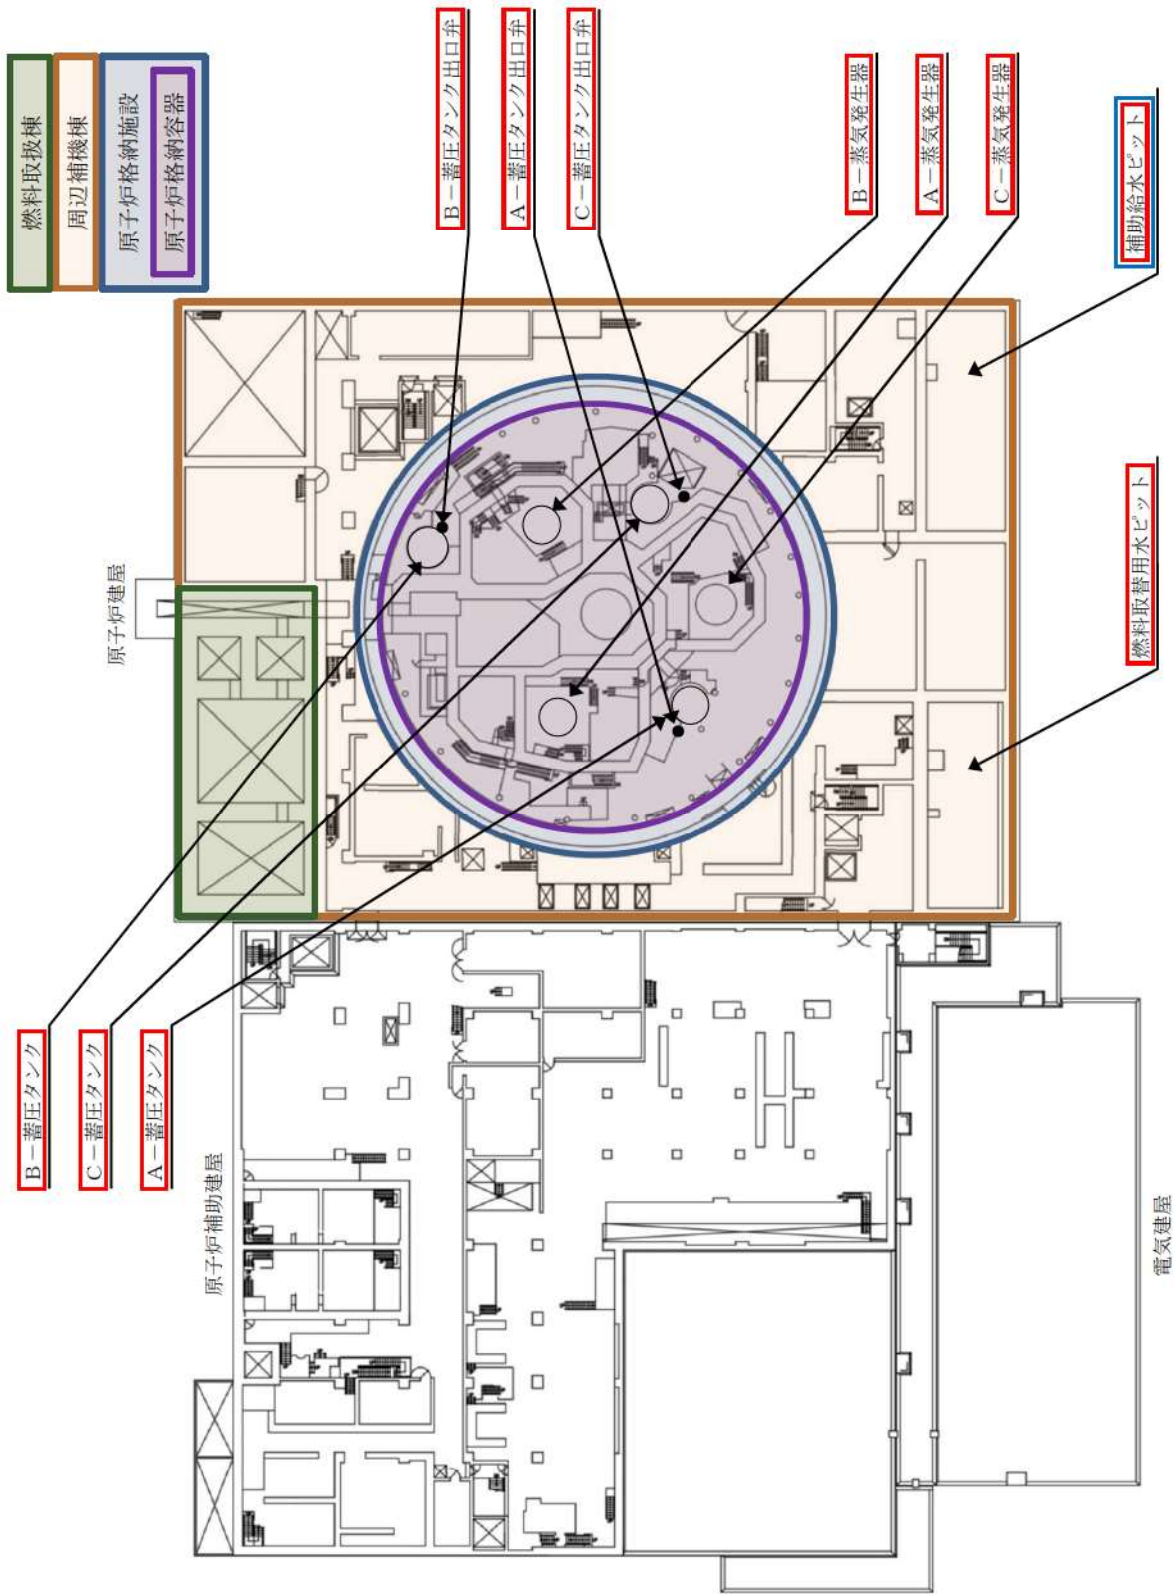 燃料取扱棟
周辺補機棟
原子炉格納施設
原子炉格納容器
B－蓄圧タンク出口弁
A－蓄圧タンク出口弁
C－蓄圧タンク出口弁
B－蒸気発生器
A－蒸気発生器
C－蒸気発生器
補助給水ピット
原子炉建屋
燃料取替用水ピット
B－蓄圧タンク
C－蓄圧タンク
A－蓄圧タンク
原子炉補助建屋
電気建屋